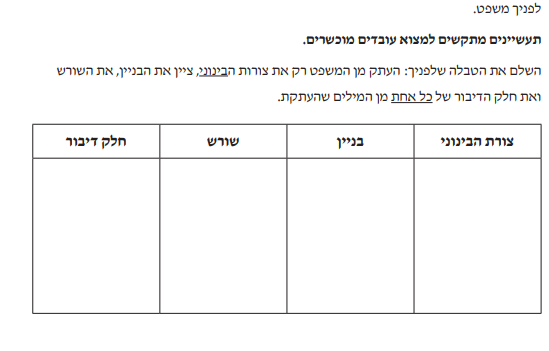 לפניך משפט.
תעשיינים מתקשים למצוא עובדים מוכשרים.
השלם את הטבלה שלפניך: העתק מן המשפט רק את צורות הבינוני, ציין את הבניין, את השורש
ואת חלק הדיבור של כל אחת מן המילים שהעתקת.
צורת הבינוני בניין שורש חלק דיבור